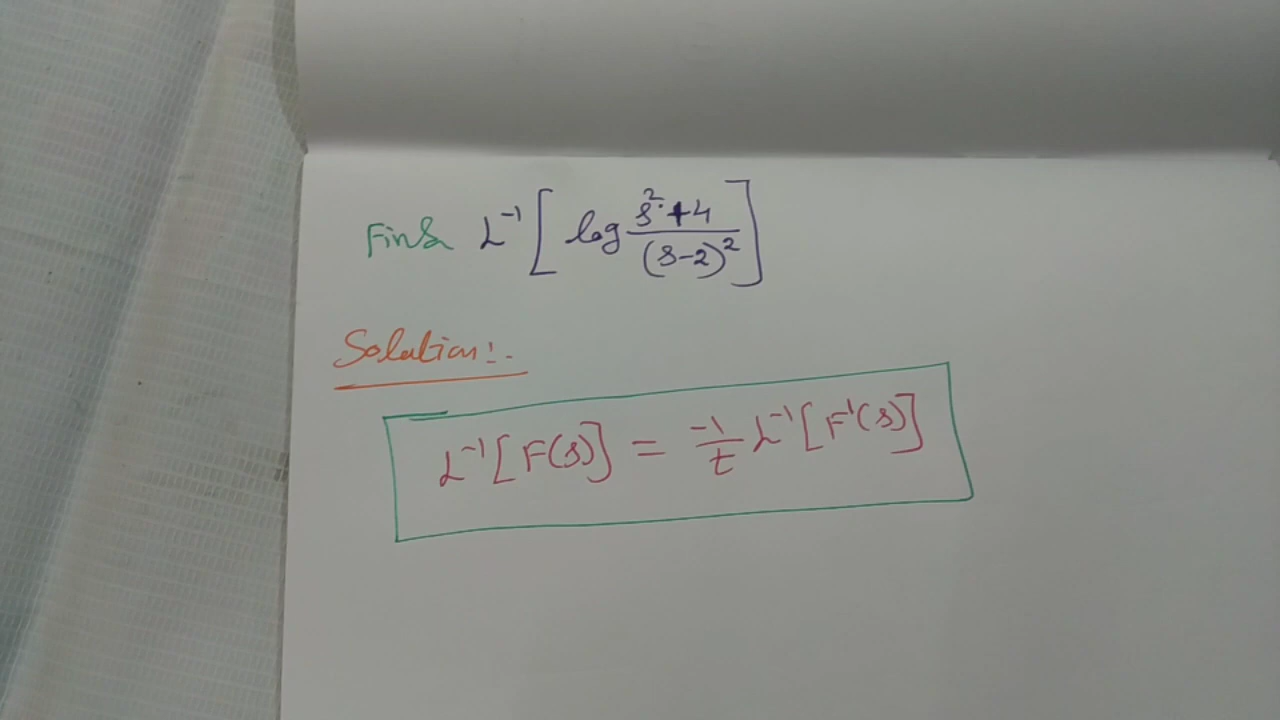 Find L⁻¹[log s²+4/(s-2)²]
Solution:-
L⁻¹[F(s)] = -1/t L⁻¹[F'(s)]